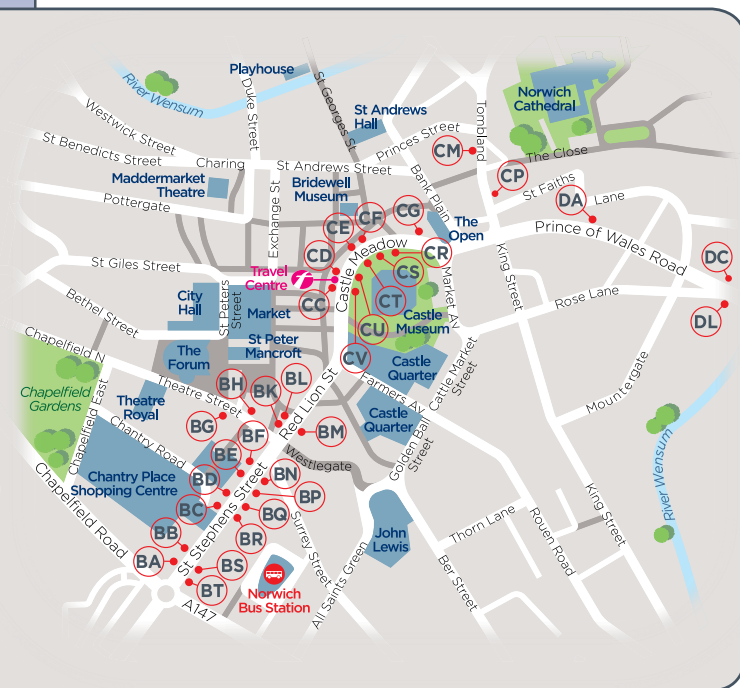 Playhouse
River Wensum
St Georges St
Duke Street
Westwick Street
St Andrews
Hall
Tombland
Norwich
Cathedral
St Benedicts Street
Charing
St Andrews Street
Princes Street
CM
The Close
Maddermarket
Theatre
Bridewell
Museum
Bank Plain
CP
St Faiths
Lane
DA
Pottergate
Exchange St
CE
CF
CG
The
Open
Prince of Wales Road
CD
Castle Meadow
CR
King Street
DC
St Giles Street
Travel
Centre
CS
Market Av
CC
CT
Rose Lane
DL
City
Hall
St Peters
Street
Market
Castle
Museum
Bethel Street
CU
St Peter
Mancroft
CV
Castle
Quarter
Cattle Market
Street
Chapelfield N
The
Forum
Theatre Street
BH
BK
BL
Red Lion St
Farmers Av
Mountergate
Chapelfield
Gardens
Chapelfield East
Theatre
Royal
BG
BF
BM
Castle
Quarter
Golden Ball
Street
Chantry Road
BE
Westlegate
Chantry Place
Shopping Centre
BD
BN
BP
River Wensum
Chapelfield Road
BC
BQ
St Stephens Street
Surrey Street
King Street
BB
BR
John
Lewis
Thorn Lane
Rouen Road
BA
BS
All Saints Green
Ber Street
BT
Norwich
Bus Station
A147